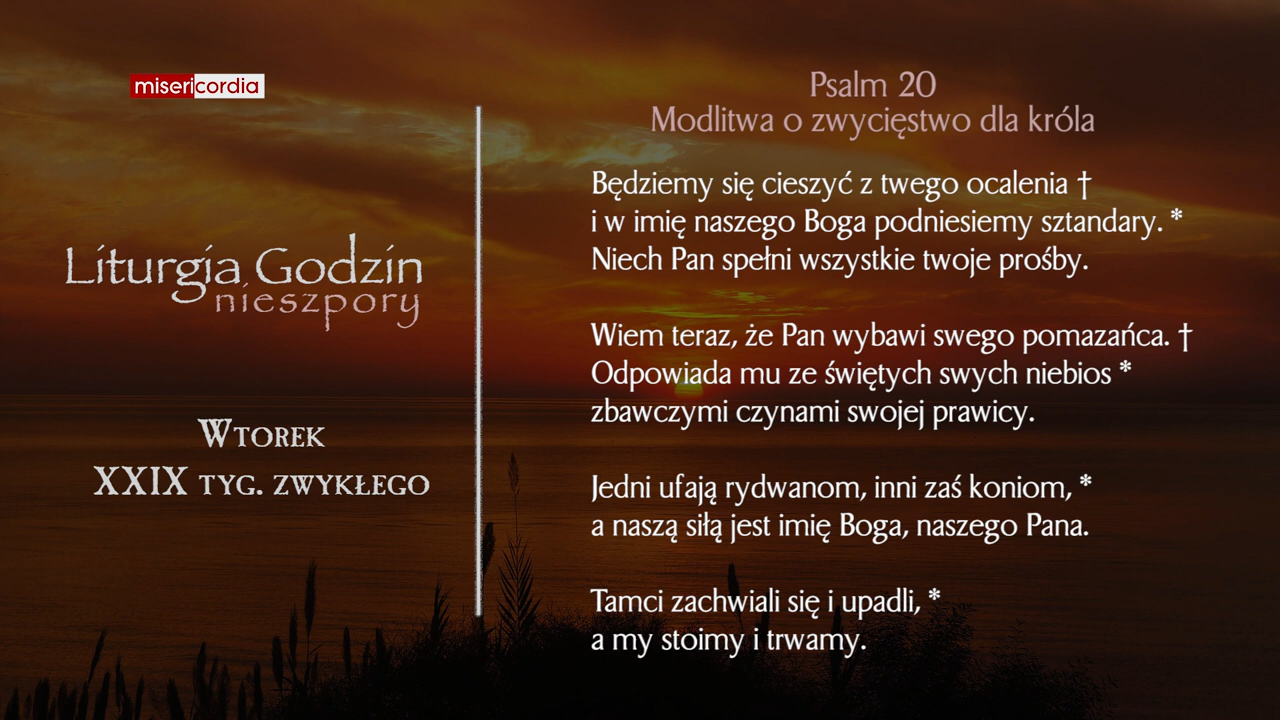 misericordia
Liturgia Godzin
nieszpory
Wtorek
XXIX tyg. zwykłego
Psalm 20
Modlitwa o zwycięstwo dla króla
Będziemy się cieszyć z twego ocalenia †
i w imię naszego Boga podniesiemy sztandary. *
Niech Pan spełni wszystkie twoje prośby.
Wiem teraz, że Pan wybawi swego pomazańca. †
Odpowiada mu ze świętych swych niebios *
zbawczymi czynami swojej prawicy.
Jedni ufają rydwanom, inni zaś koniom, *
a naszą siłą jest imię Boga, naszego Pana.
Tamci zachwiali się i upadli, *
a my stoimy i trwamy.